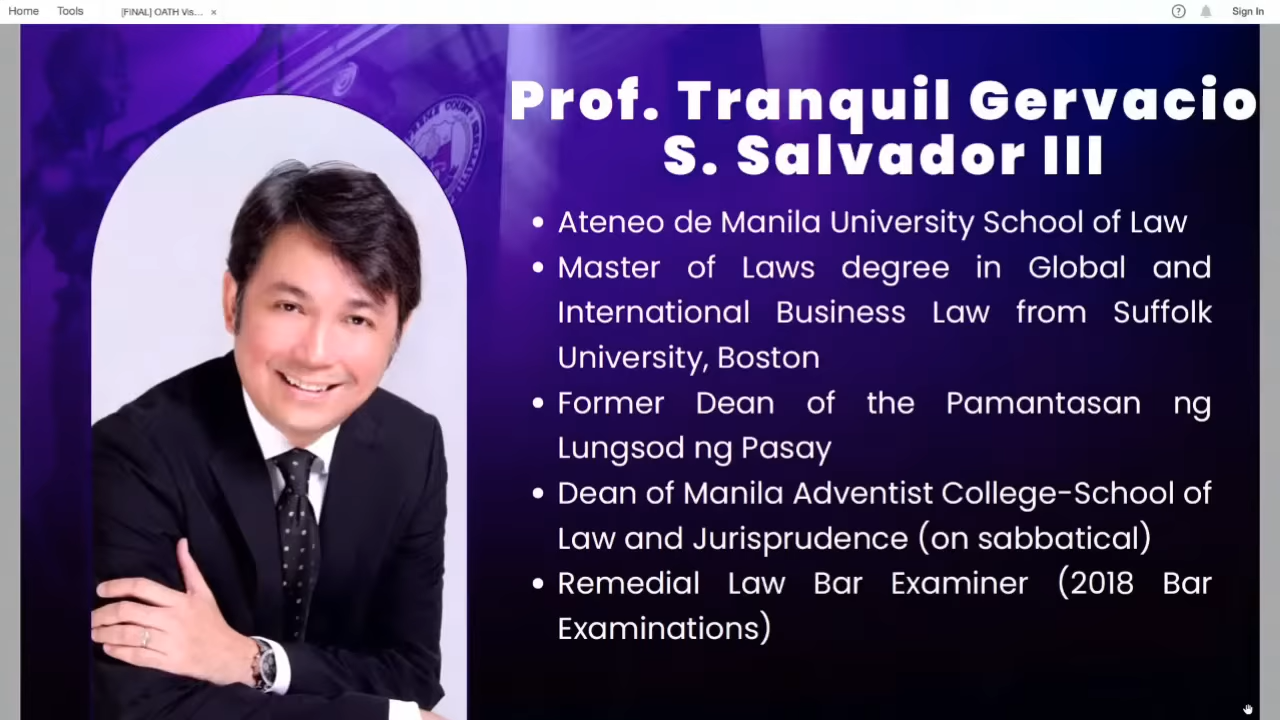 Home Tools [FINAL] OATH Vis... × Sign In
Prof. Tranquil Gervacio
S. Salvador III
• Ateneo de Manila University School of Law
• Master of Laws degree in Global and
International Business Law from Suffolk
University, Boston
• Former Dean of the Pamantasan ng
Lungsod ng Pasay
• Dean of Manila Adventist College-School of
Law and Jurisprudence (on sabbatical)
• Remedial Law Bar Examiner (2018 Bar
Examinations)